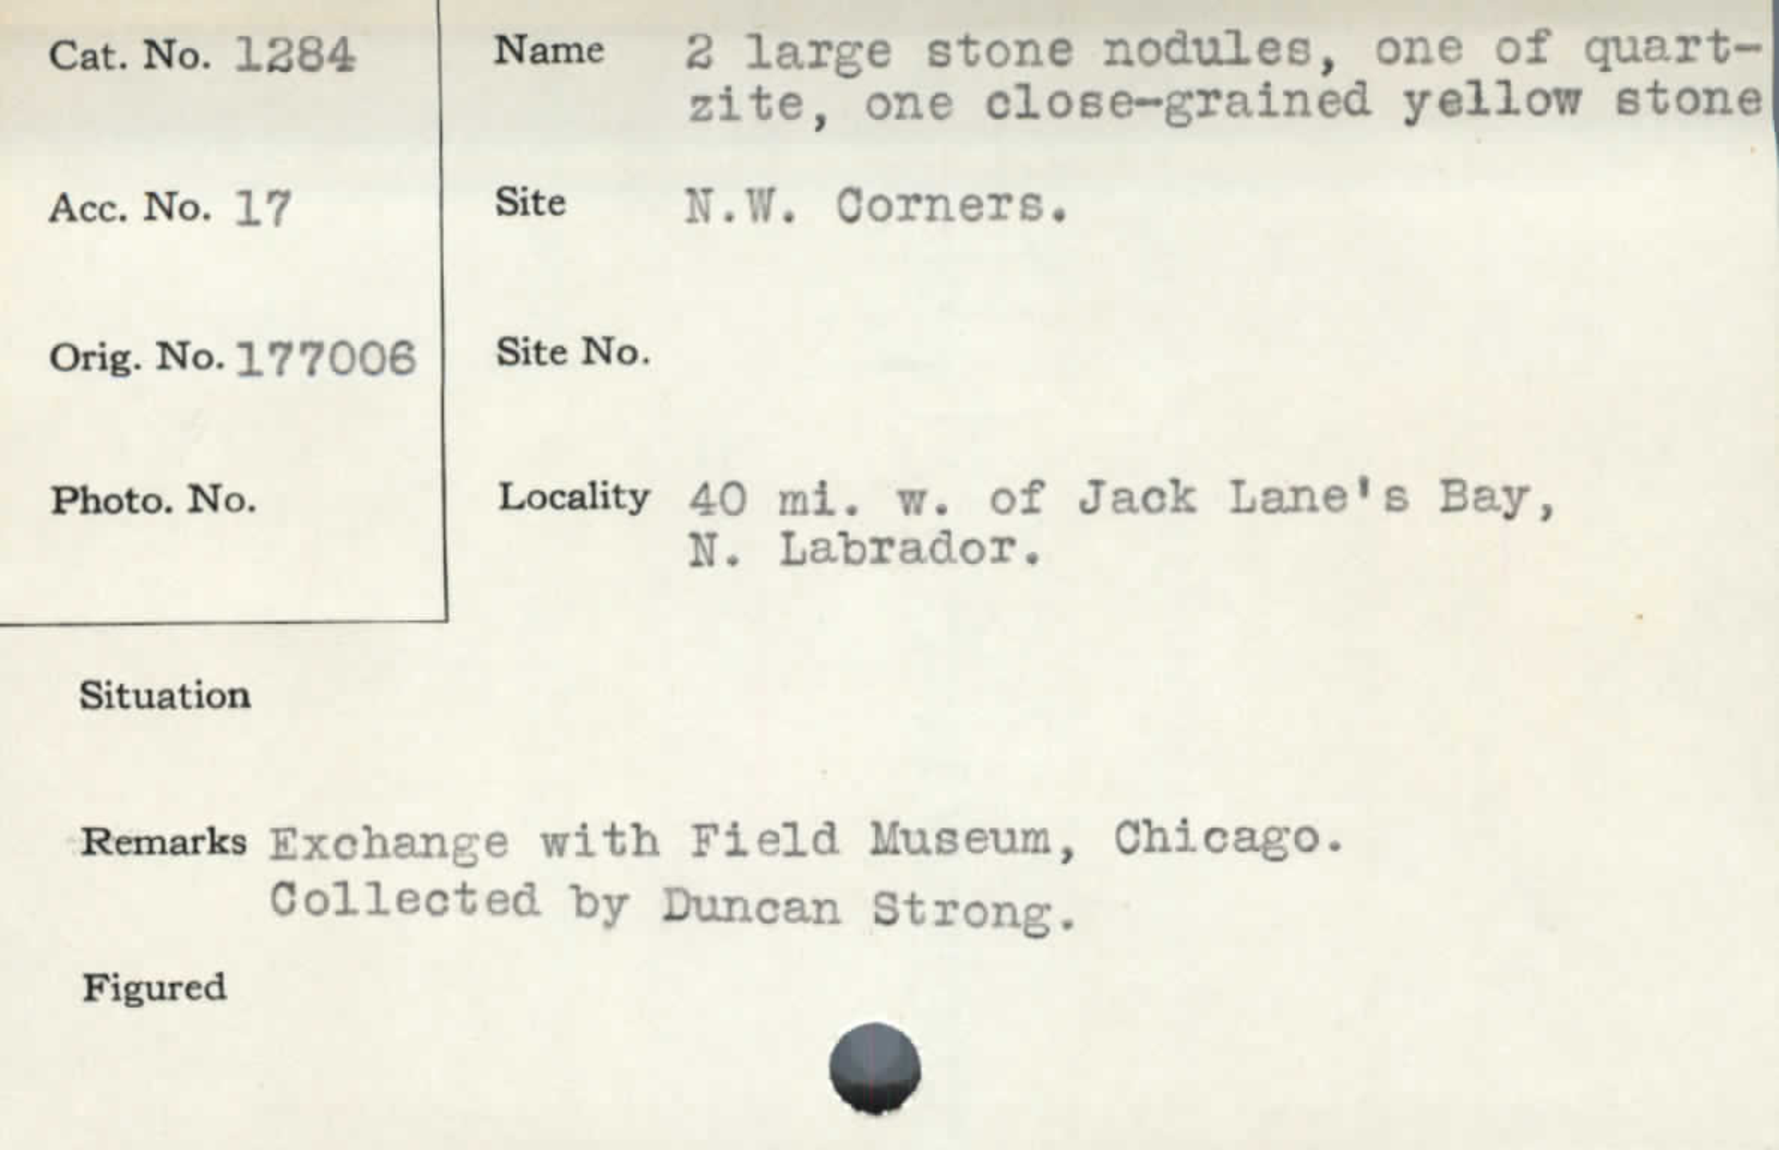 Cat. No. 1284
Name 2 large stone nodules, one of quart-
zite, one close-grained yellow stone
Acc. No. 17
Site N.W. Corners.
Orig. No. 177006
Site No.
Photo. No.
Locality 40 mi. w. of Jack Lane's Bay,
N. Labrador.
Situation
Remarks Exchange with Field Museum, Chicago.
Collected by Duncan Strong.
Figured